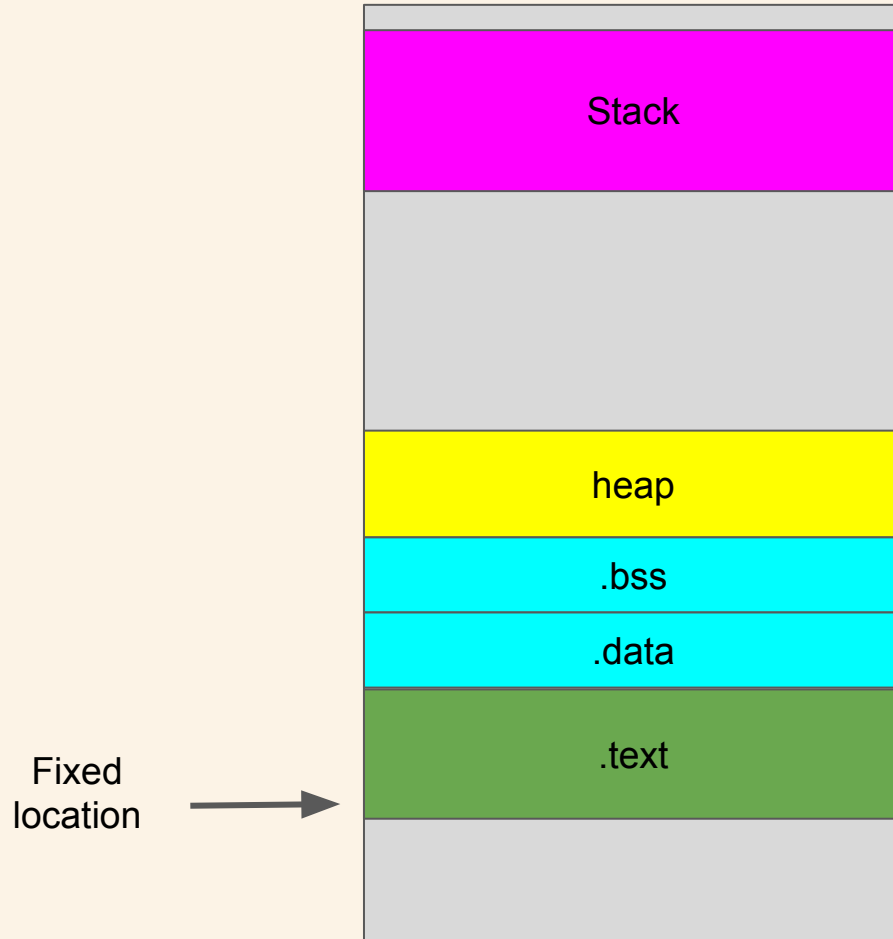 Stack
heap
.bss
.data
.text
Fixed
location